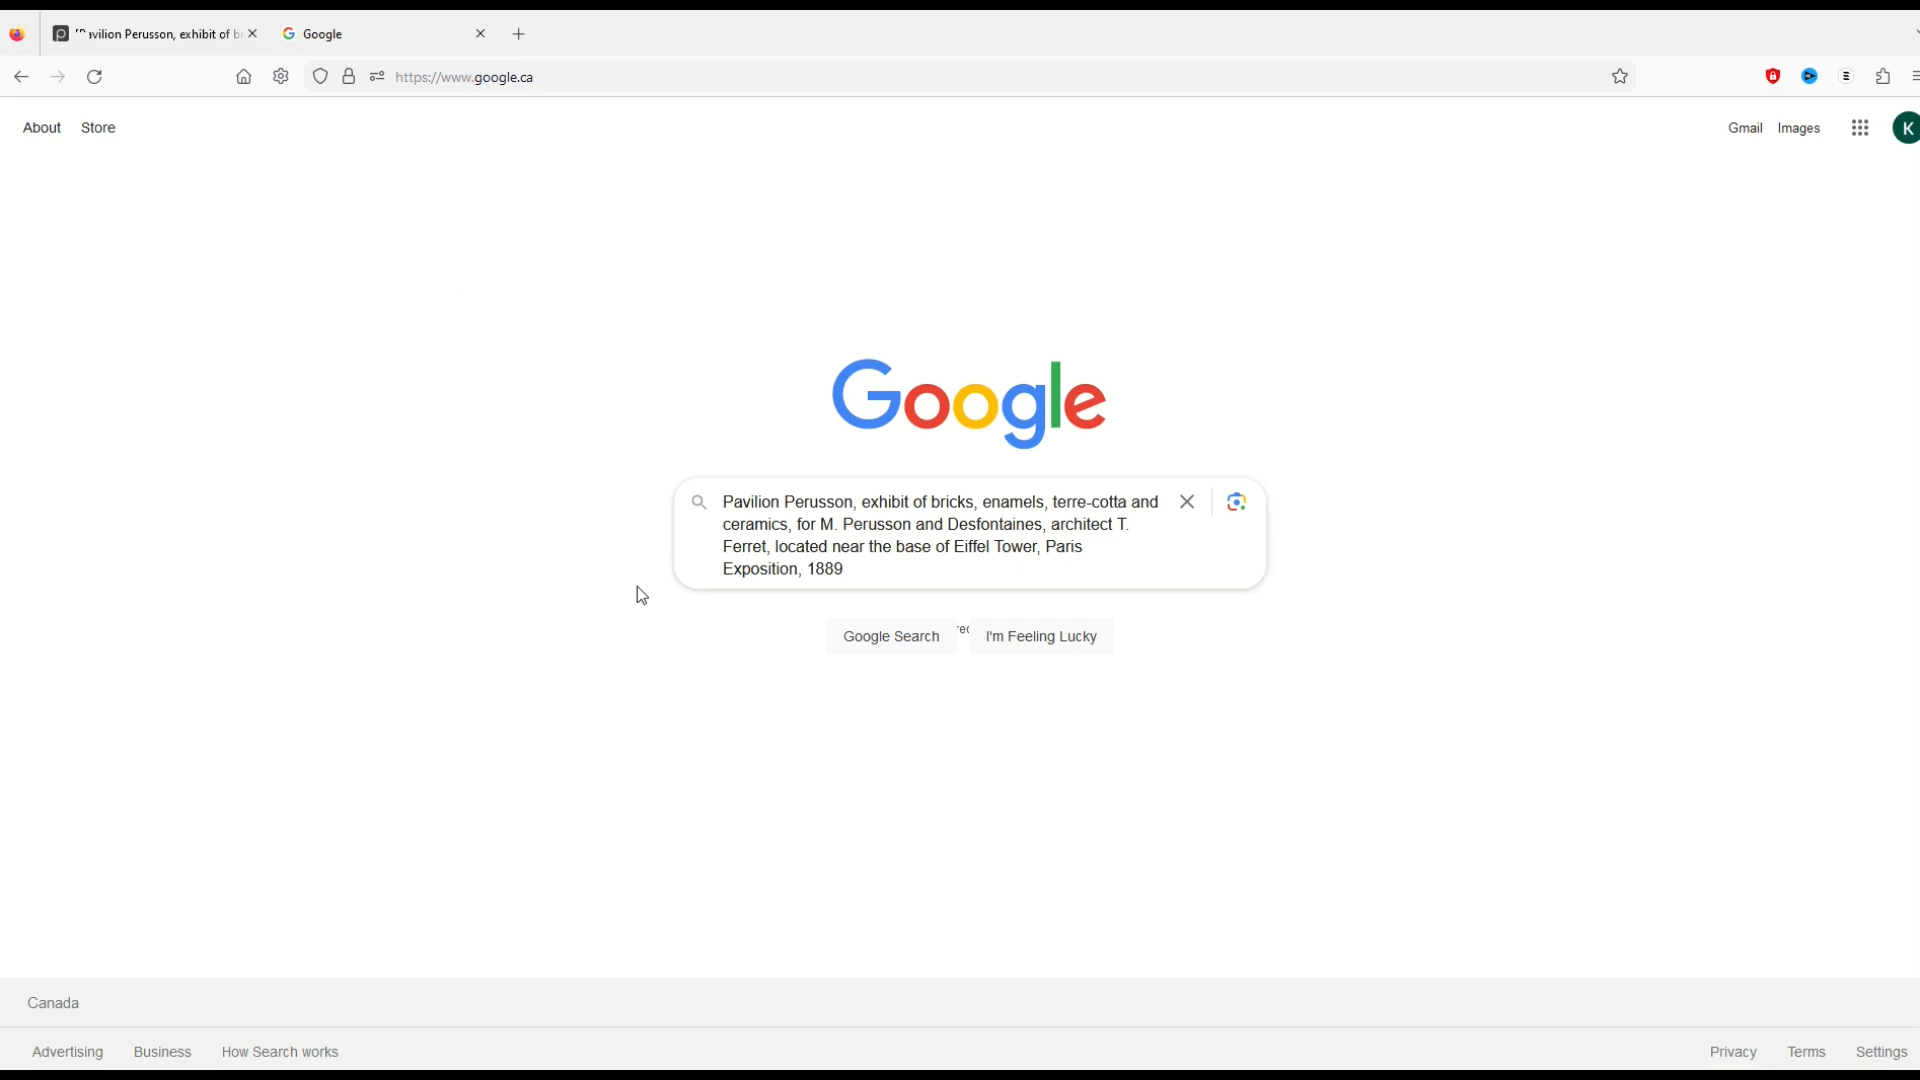 avilion Perusson, exhibit of b
Google
https://www.google.ca
About Store
Gmail Images
K
Google
Pavilion Perusson, exhibit of bricks, enamels, terre-cotta and
ceramics, for M. Perusson and Desfontaines, architect T.
Ferret, located near the base of Eiffel Tower, Paris
Exposition, 1889
Google Search I'm Feeling Lucky
Canada
Advertising Business How Search works
Privacy Terms Settings